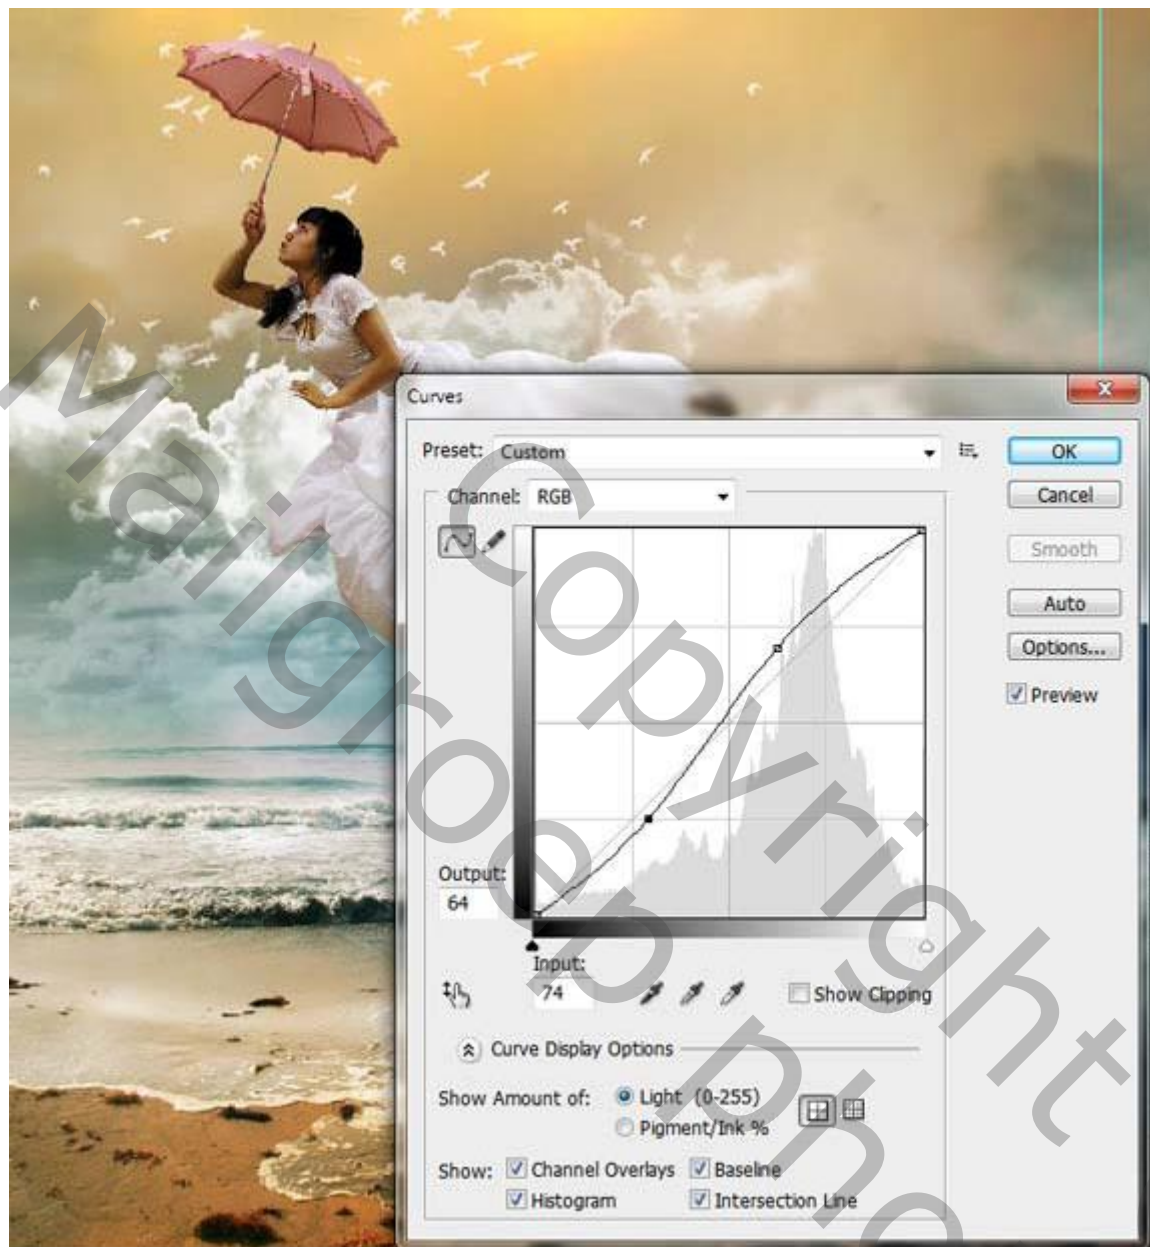 Curves
Preset: Custom
OK
Channel: RGB
Cancel
Smooth
Auto
Options...
Preview
Output:
64
Input:
74
Show Clipping
Curve Display Options
Show Amount of: Light (0-255)
Pigment/Ink %
Show: Channel Overlays Baseline
Histogram Intersection Line
Copyright
Mailgroep